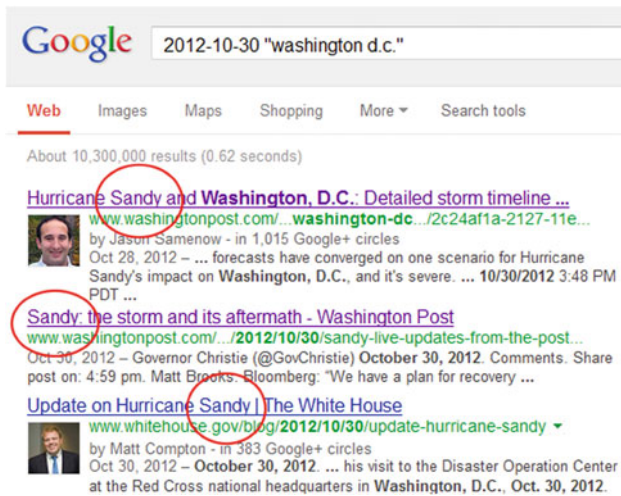 Google 2012-10-30 "washington d.c."
Web Images Maps Shopping More Search tools
About 10,300,000 results (0.62 seconds)
Hurricane Sandy and Washington, D.C.: Detailed storm timeline ...
www.washingtonpost.com/...washington-dc.../2c24af1a-2127-11e...
by Jason Samenow - in 1,015 Google+ circles
Oct 28, 2012 – ... forecasts have converged on one scenario for Hurricane
Sandy's impact on Washington, D.C., and it's severe. ... 10/30/2012 3:48 PM
PDT ...
Sandy: the storm and its aftermath - Washington Post
www.washingtonpost.com/.../2012/10/30/sandy-live-updates-from-the-post...
Oct 30, 2012 – Governor Christie (@GovChristie) October 30, 2012. Comments. Share
post on: 4:59 pm. Matt Brooks. Bloomberg: “We have a plan for recovery ...
Update on Hurricane Sandy | The White House
www.whitehouse.gov/blog/2012/10/30/update-hurricane-sandy
by Matt Compton - in 383 Google+ circles
Oct 30, 2012 – October 30, 2012. ... his visit to the Disaster Operation Center
at the Red Cross national headquarters in Washington, D.C., Oct. 30, 2012.